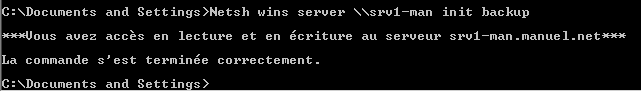 C:\Documents and Settings>Netsh wins server \\srv1-man init backup
***Vous avez accès en lecture et en écriture au serveur srv1-man.manuel.net***
La commande s'est terminée correctement.
C:\Documents and Settings>